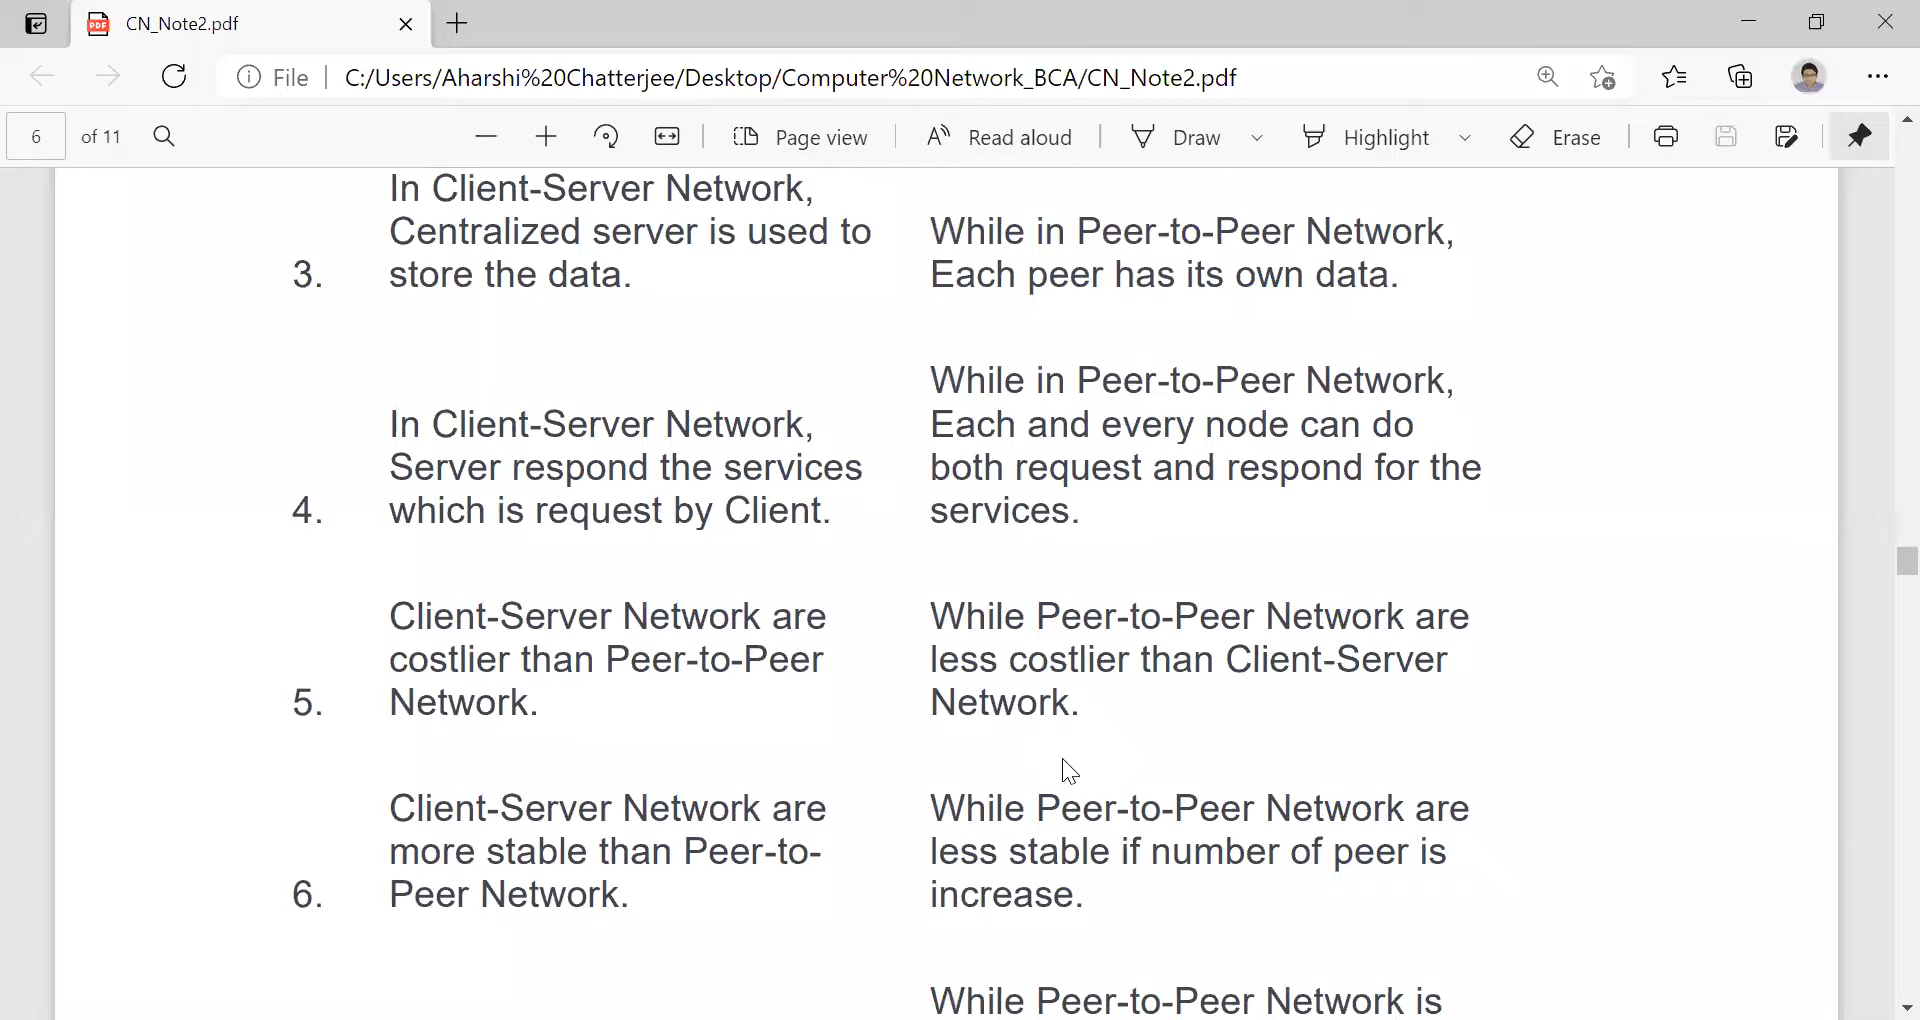 CN_Note2.pdf
File
C:/Users/Aharshi%20Chatterjee/Desktop/Computer%20Network_BCA/CN_Note2.pdf
6 of 11
Page view
Read aloud
Draw
Highlight
Erase
In Client-Server Network,
Centralized server is used to
3. store the data.
While in Peer-to-Peer Network,
Each peer has its own data.
In Client-Server Network,
Server respond the services
4. which is request by Client.
While in Peer-to-Peer Network,
Each and every node can do
both request and respond for the
services.
Client-Server Network are
costlier than Peer-to-Peer
5. Network.
While Peer-to-Peer Network are
less costlier than Client-Server
Network.
Client-Server Network are
more stable than Peer-to-
6. Peer Network.
While Peer-to-Peer Network are
less stable if number of peer is
increase.
While Peer-to-Peer Network is